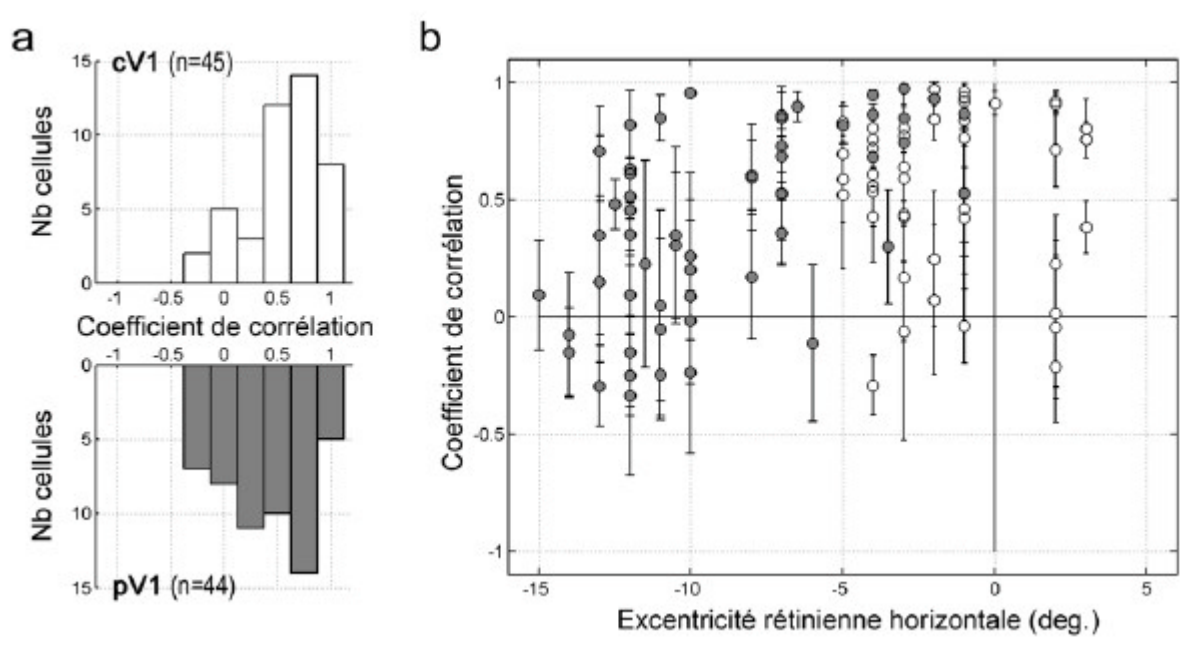 a
15 cV1 (n=45)
10
5
0
Nb cellules
-1 -0.5 0 0.5 1
Coefficient de corrélation
-1 -0.5 0 0.5 1
0
5
10
15 pV1 (n=44)
Nb cellules
b
1
0.5
0
-0.5
-1
Coefficient de corrélation
-15 -10 -5 0 5
Excentricité rétinienne horizontale (deg.)